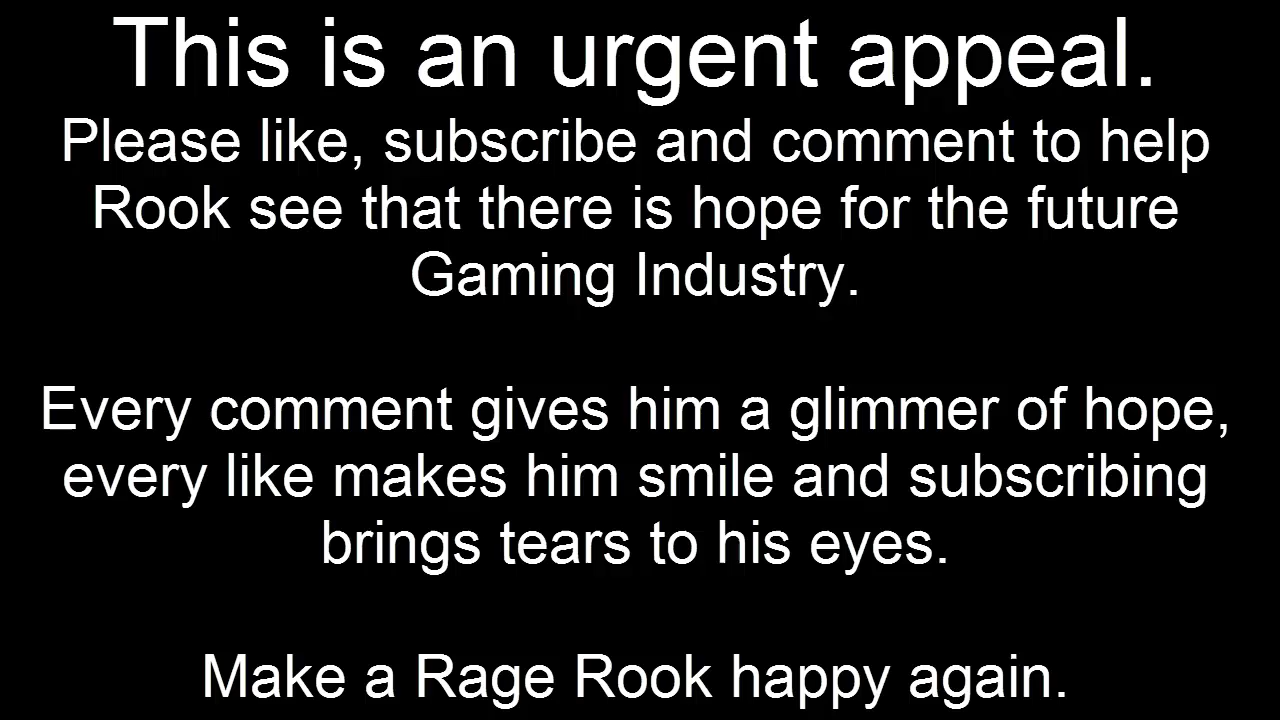 This is an urgent appeal.
Please like, subscribe and comment to help
Rook see that there is hope for the future
Gaming Industry.
Every comment gives him a glimmer of hope,
every like makes him smile and subscribing
brings tears to his eyes.
Make a Rage Rook happy again.